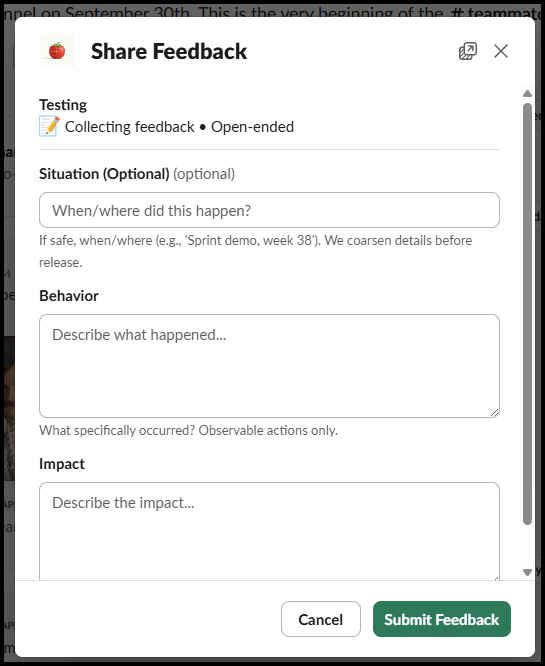 nnel on September 30th. This is the very beginning of the # teammat
Share Feedback
Testing
📝 Collecting feedback • Open-ended
Situation (Optional) (optional)
When/where did this happen?
If safe, when/where (e.g., 'Sprint demo, week 38'). We coarsen details before
release.
Behavior
Describe what happened...
What specifically occurred? Observable actions only.
Impact
Describe the impact...
Cancel
Submit Feedback